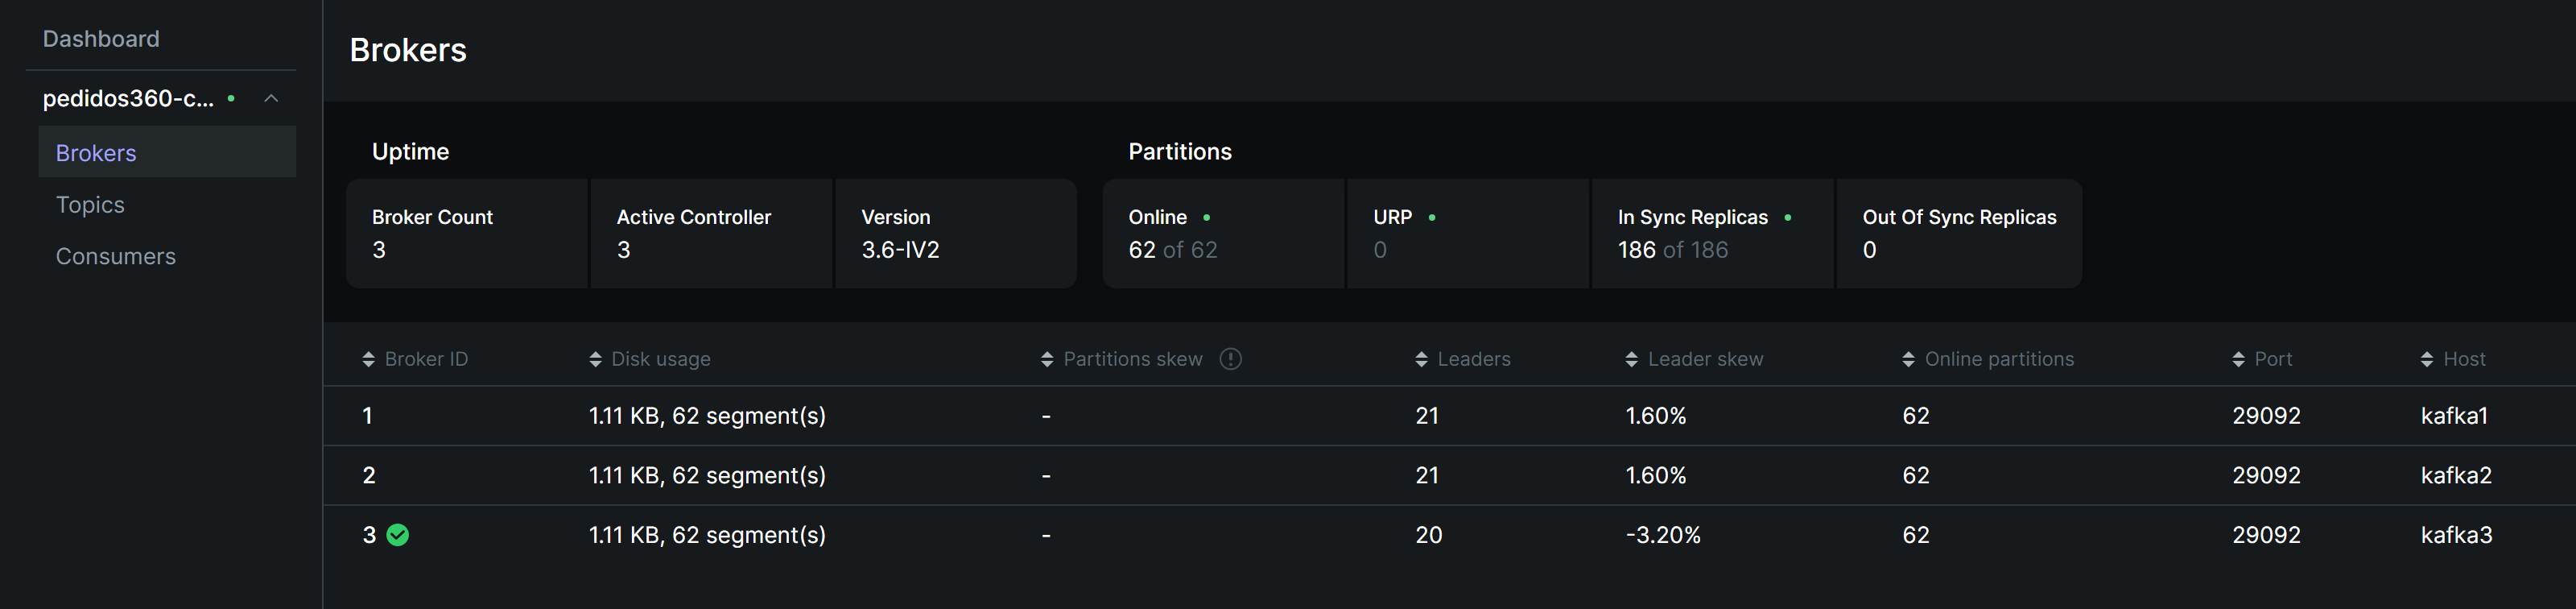 Dashboard
pedidos360-c...
Brokers
Topics
Consumers
Brokers
Uptime
Broker Count
3
Active Controller
3
Version
3.6-IV2
Partitions
Online
62 of 62
URP
0
In Sync Replicas
186 of 186
Out Of Sync Replicas
0
Broker ID Disk usage Partitions skew Leaders Leader skew Online partitions Port Host
1 1.11 KB, 62 segment(s) - 21 1.60% 62 29092 kafka1
2 1.11 KB, 62 segment(s) - 21 1.60% 62 29092 kafka2
3 1.11 KB, 62 segment(s) - 20 -3.20% 62 29092 kafka3